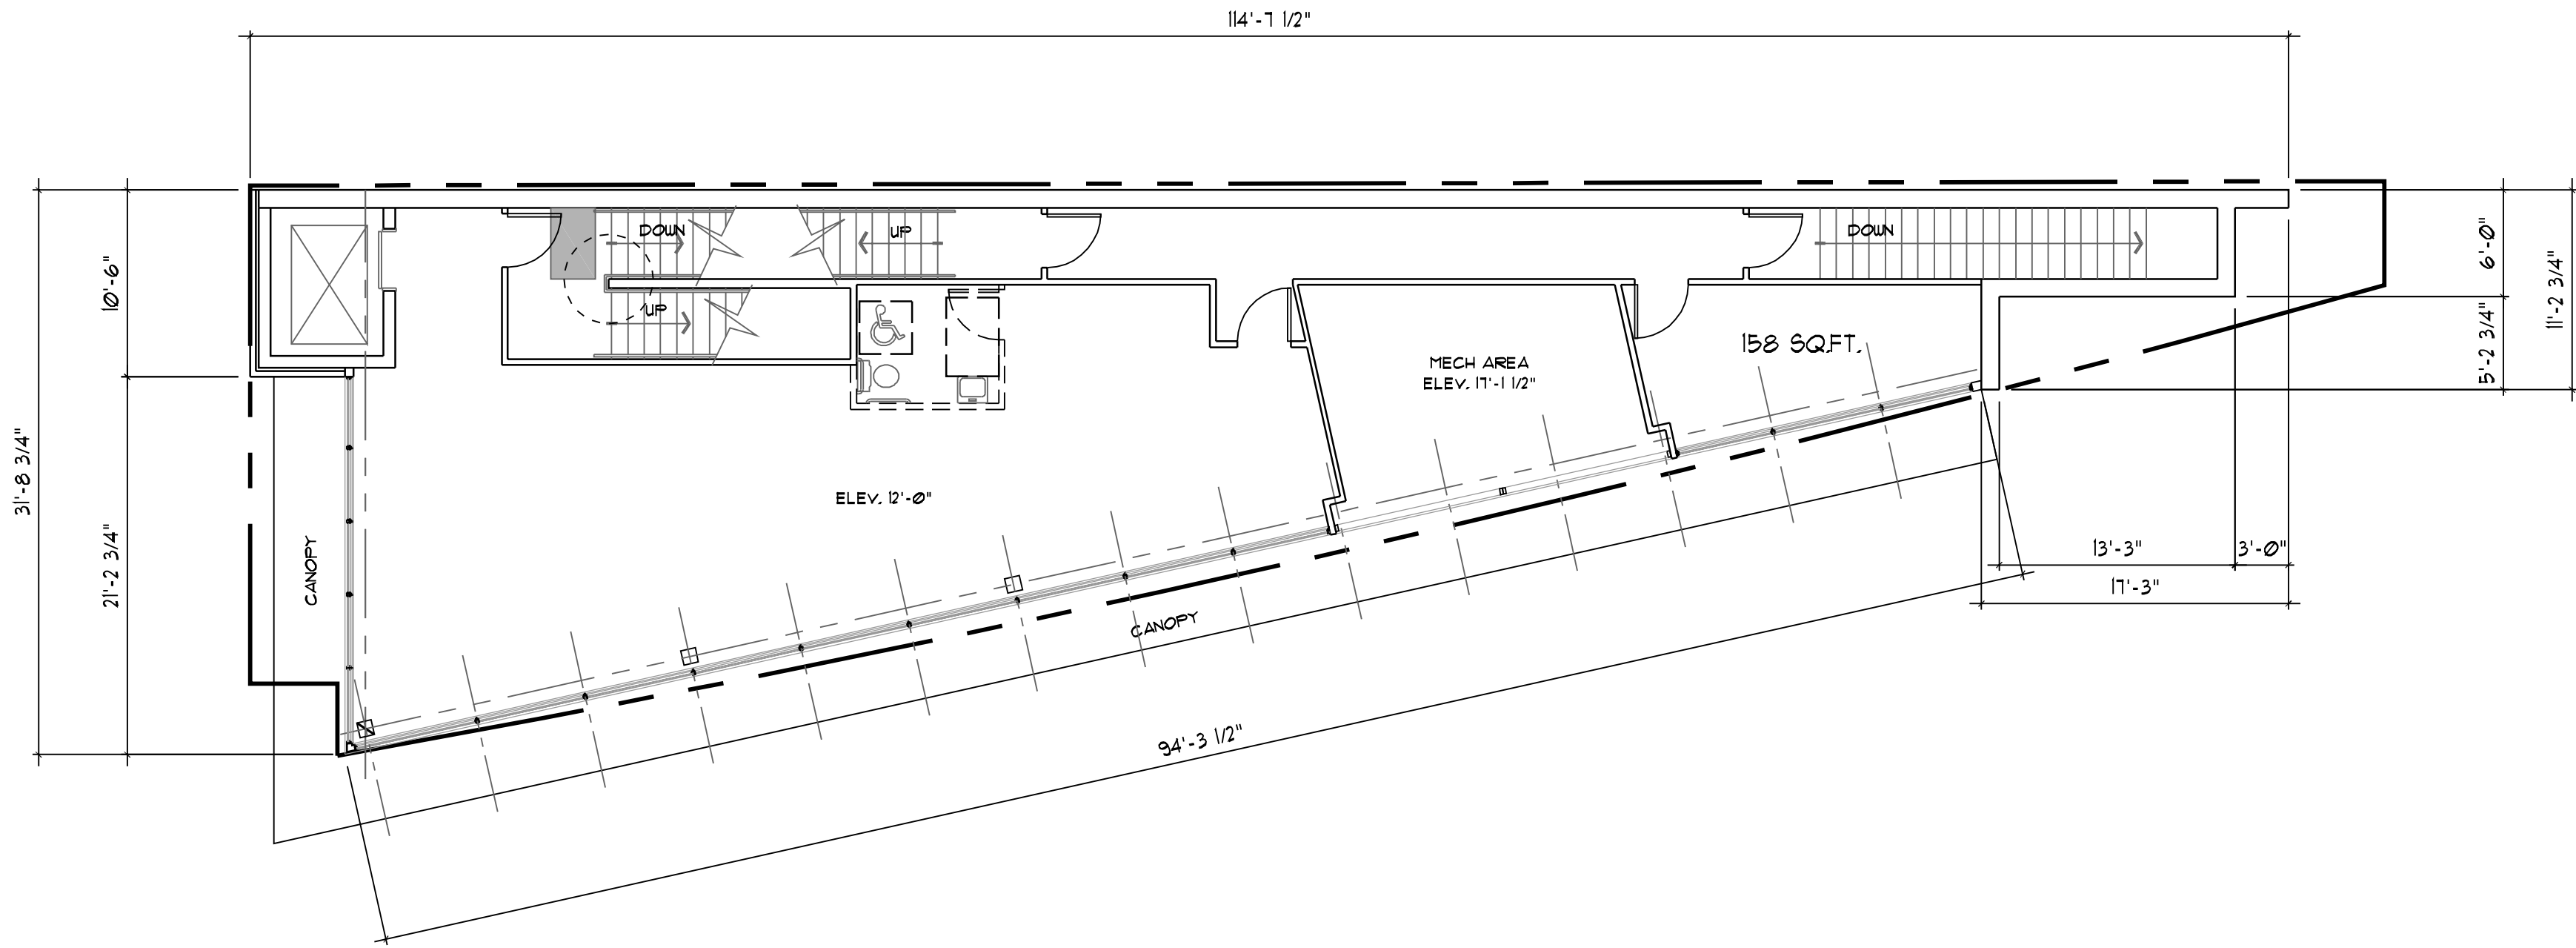 114'-7 1/2"
DOWN
UP
DOWN
UP
10'-6"
31'-8 3/4"
21'-2 3/4"
CANOPY
6'-0"
11'-2 3/4"
5'-2 3/4"
158 SQ.FT.
MECH AREA
ELEV. 17'-1 1/2"
ELEV. 12'-0"
13'-3"
3'-0"
17'-3"
CANOPY
94'-3 1/2"